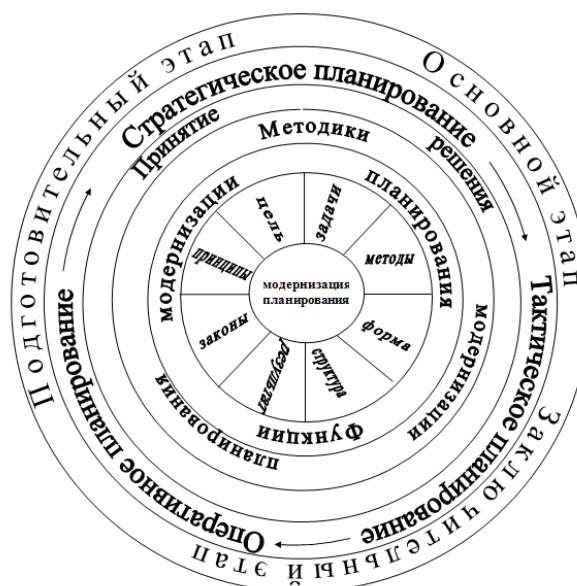 Подготовительный этап
Основной этап
Заключительный этап
Стратегическое планирование
Тактическое планирование
Оперативное планирование
Принятие
решения
Методики
модернизации
планирования
Функции
планирования
модернизации
цель
задачи
методы
форма
структура
результат
законы
принципы
модернизация
планирования